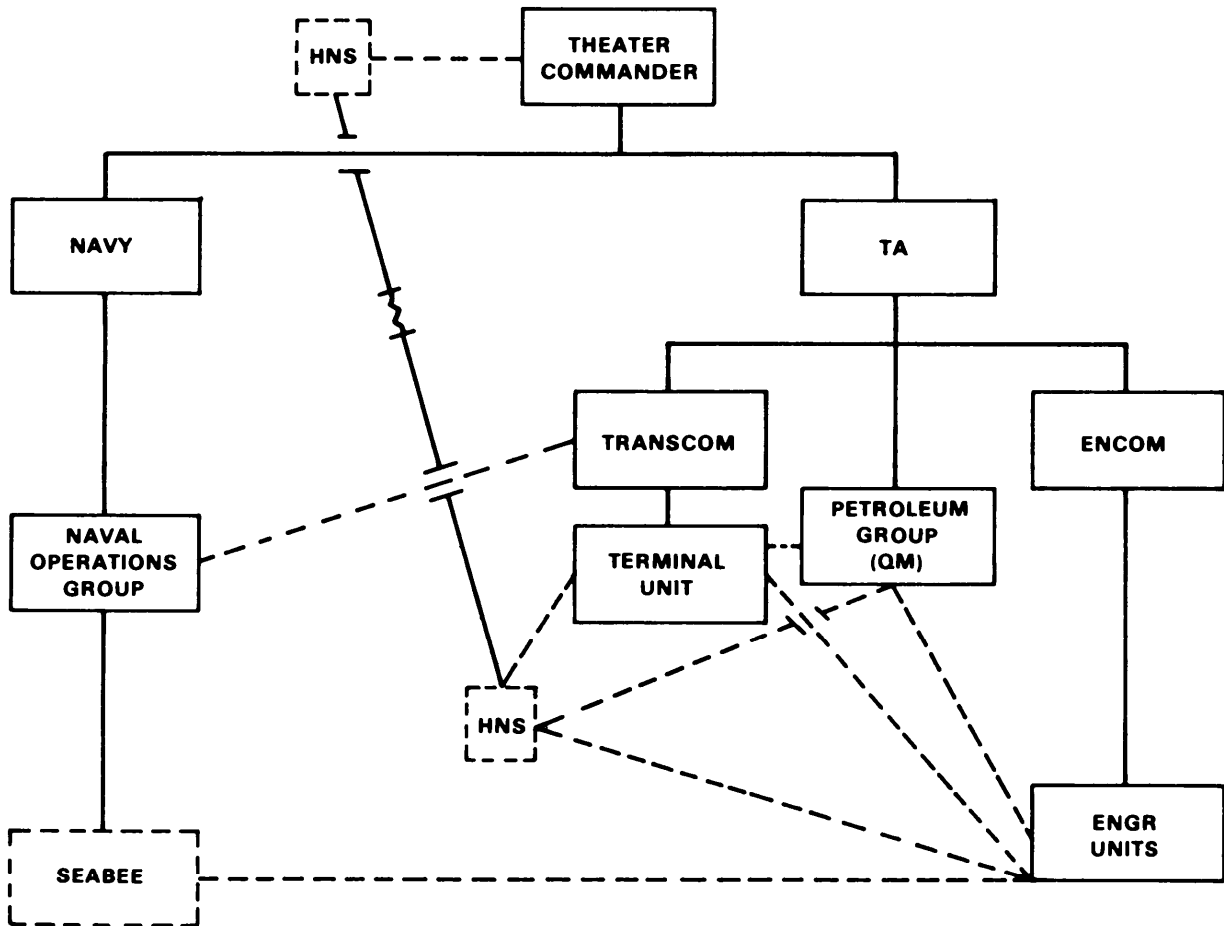 HNS
THEATER
COMMANDER
NAVY
TA
TRANSCOM
ENCOM
NAVAL
OPERATIONS
GROUP
TERMINAL
UNIT
PETROLEUM
GROUP
(QM)
HNS
SEABEE
ENGR
UNITS